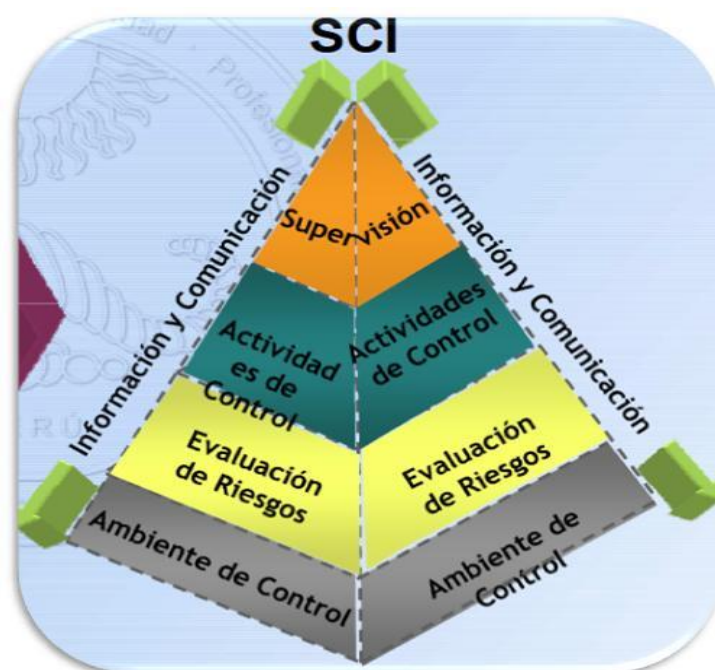 SCI
Información y Comunicación
Información y Comunicación
Supervisión
Actividad
es de
Control
Actividades
de Control
Evaluación
de Riesgos
Evaluación
de Riesgos
Ambiente de Control
Ambiente de
Control